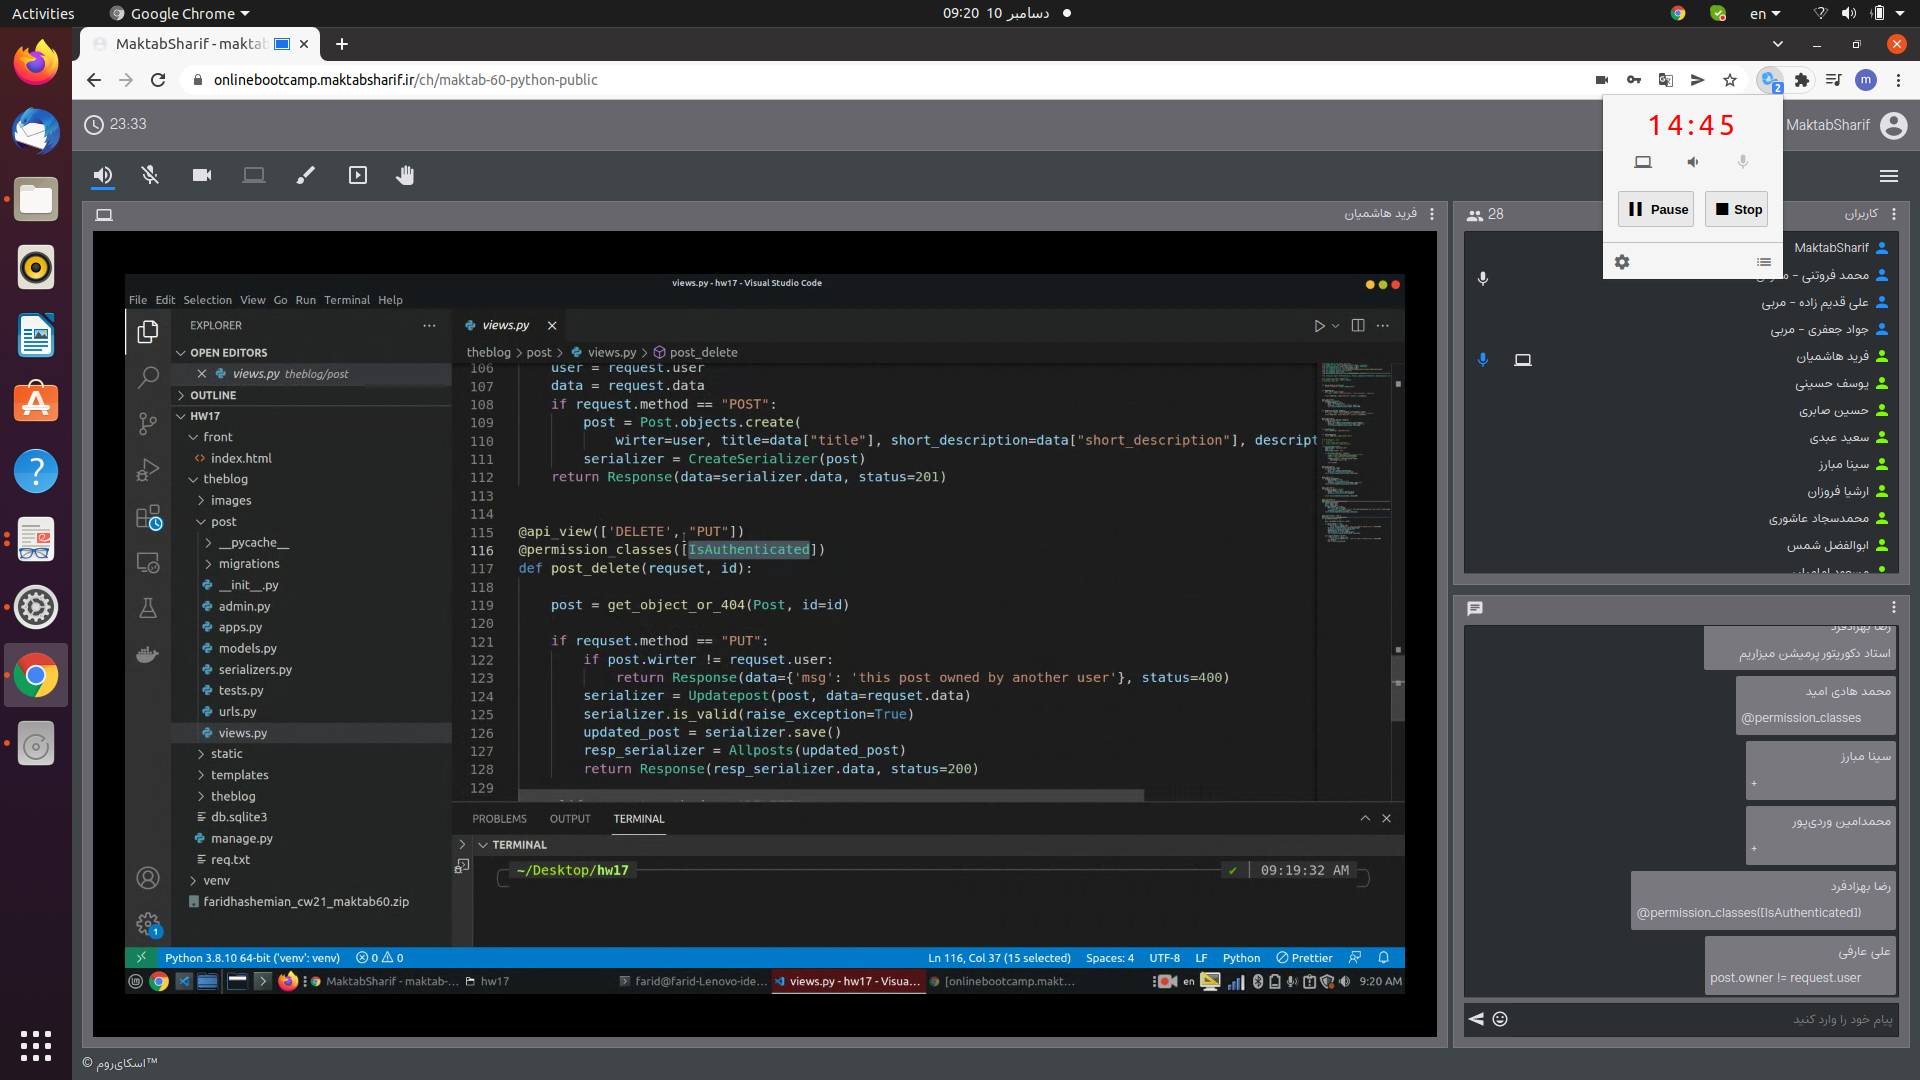 Activities
Google Chrome
09:20 10 دسامبر
en
MaktabSharif - maktab
onlinebootcamp.maktabsharif.ir/ch/maktab-60-python-public
2
m
23:33
14:45
MaktabSharif
Pause
Stop
فرید هاشمیان
28
کاربران
MaktabSharif
محمد فروتنی - مربی
علی قدیم زاده - مربی
جواد جعفری - مربی
فرید هاشمیان
یوسف حسینی
حسین صابری
سعید عبدی
سینا مبارز
ارشیا فروزان
محمدسجاد عاشوری
ابوالفضل شمس
views.py - hw17 - Visual Studio Code
File Edit Selection View Go Run Terminal Help
EXPLORER
OPEN EDITORS
views.py theblog/post
OUTLINE
HW17
front
index.html
theblog
images
post
__pycache__
migrations
__init__.py
admin.py
apps.py
models.py
serializers.py
tests.py
urls.py
views.py
static
templates
theblog
db.sqlite3
manage.py
req.txt
venv
faridhashemian_cw21_maktab60.zip
1
views.py
theblog > post > views.py > post_delete
106 user = request.user
107 data = request.data
108 if request.method == "POST":
109 post = Post.objects.create(
110 wirter=user, title=data["title"], short_description=data["short_description"], descript
111 serializer = CreateSerializer(post)
112 return Response(data=serializer.data, status=201)
113
114
115 @api_view(['DELETE', "PUT"])
116 @permission_classes([IsAuthenticated])
117 def post_delete(requset, id):
118
119 post = get_object_or_404(Post, id=id)
120
121 if requset.method == "PUT":
122 if post.wirter != requset.user:
123 return Response(data={'msg': 'this post owned by another user'}, status=400)
124 serializer = Updatepost(post, data=requset.data)
125 serializer.is_valid(raise_exception=True)
126 updated_post = serializer.save()
127 resp_serializer = Allposts(updated_post)
128 return Response(resp_serializer.data, status=200)
129
PROBLEMS OUTPUT TERMINAL
TERMINAL
~/Desktop/hw17
✔ 09:19:32 AM
Python 3.8.10 64-bit ('venv': venv)
0 0
Ln 116, Col 37 (15 selected)
Spaces: 4
UTF-8
LF
Python
Prettier
MaktabSharif - maktab-...
hw17
farid@farid-Lenovo-ide...
views.py - hw17 - Visua...
[onlinebootcamp.makt...
en
9:20 AM
رضا بهزادفرد
استاد دکوریتور پرمیشن میزاریم
محمد هادی امید
@permission_classes
سینا مبارز
+
محمدامین وردی‌پور
+
رضا بهزادفرد
@permission_classes([IsAuthenticated])
علی عارفی
post.owner != request.user
پیام خود را وارد کنید
© اسکای‌روم™